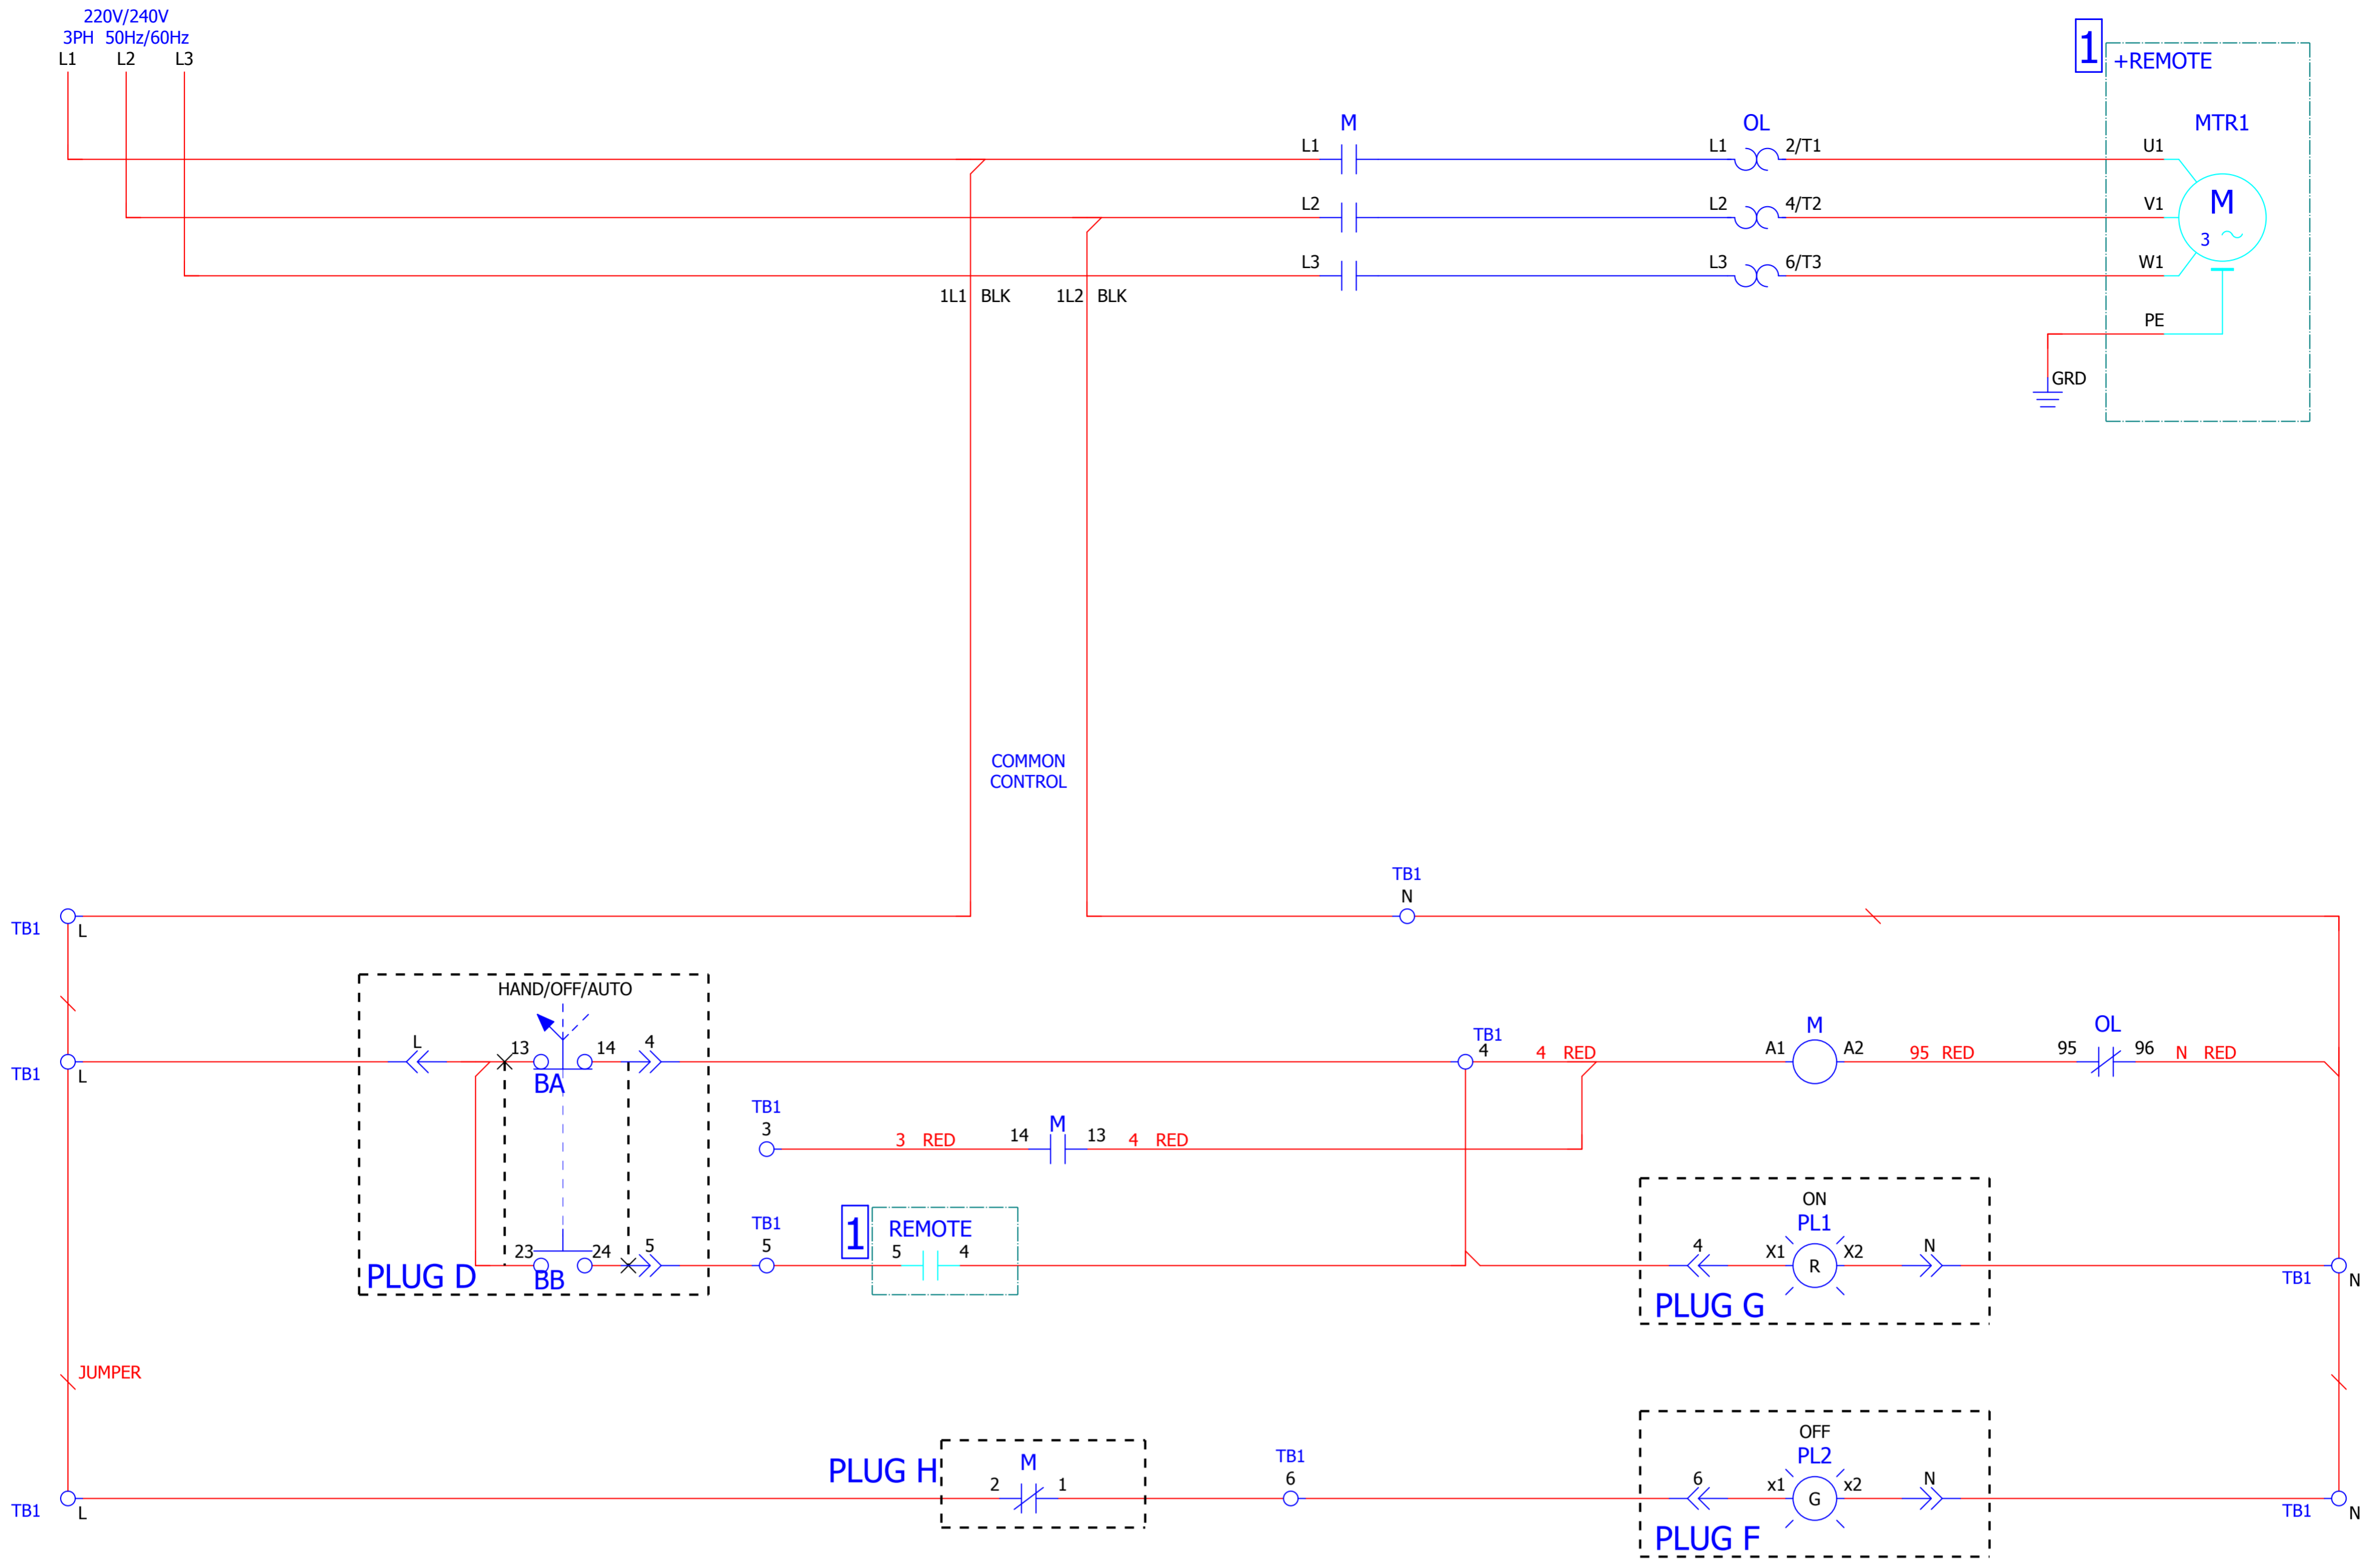 220V/240V
3PH 50Hz/60Hz
L1 L2 L3
1
+REMOTE
M
OL
MTR1
L1
L1
2/T1
U1
L2
L2
4/T2
V1
M
3
L3
L3
6/T3
W1
1L1 BLK
1L2 BLK
PE
GRD
COMMON
CONTROL
TB1
N
TB1
L
HAND/OFF/AUTO
L
13
14
4
TB1
4
4 RED
M
A1
A2
95 RED
OL
95
96
N RED
TB1
L
BA
TB1
3
3 RED
14
M
13
4 RED
ON
PL1
TB1
5
1
REMOTE
5
4
23
24
5
BB
PLUG D
4
X1
R
X2
N
PLUG G
TB1
N
JUMPER
OFF
PL2
PLUG H
M
2
1
TB1
6
6
x1
G
x2
N
PLUG F
TB1
L
TB1
N